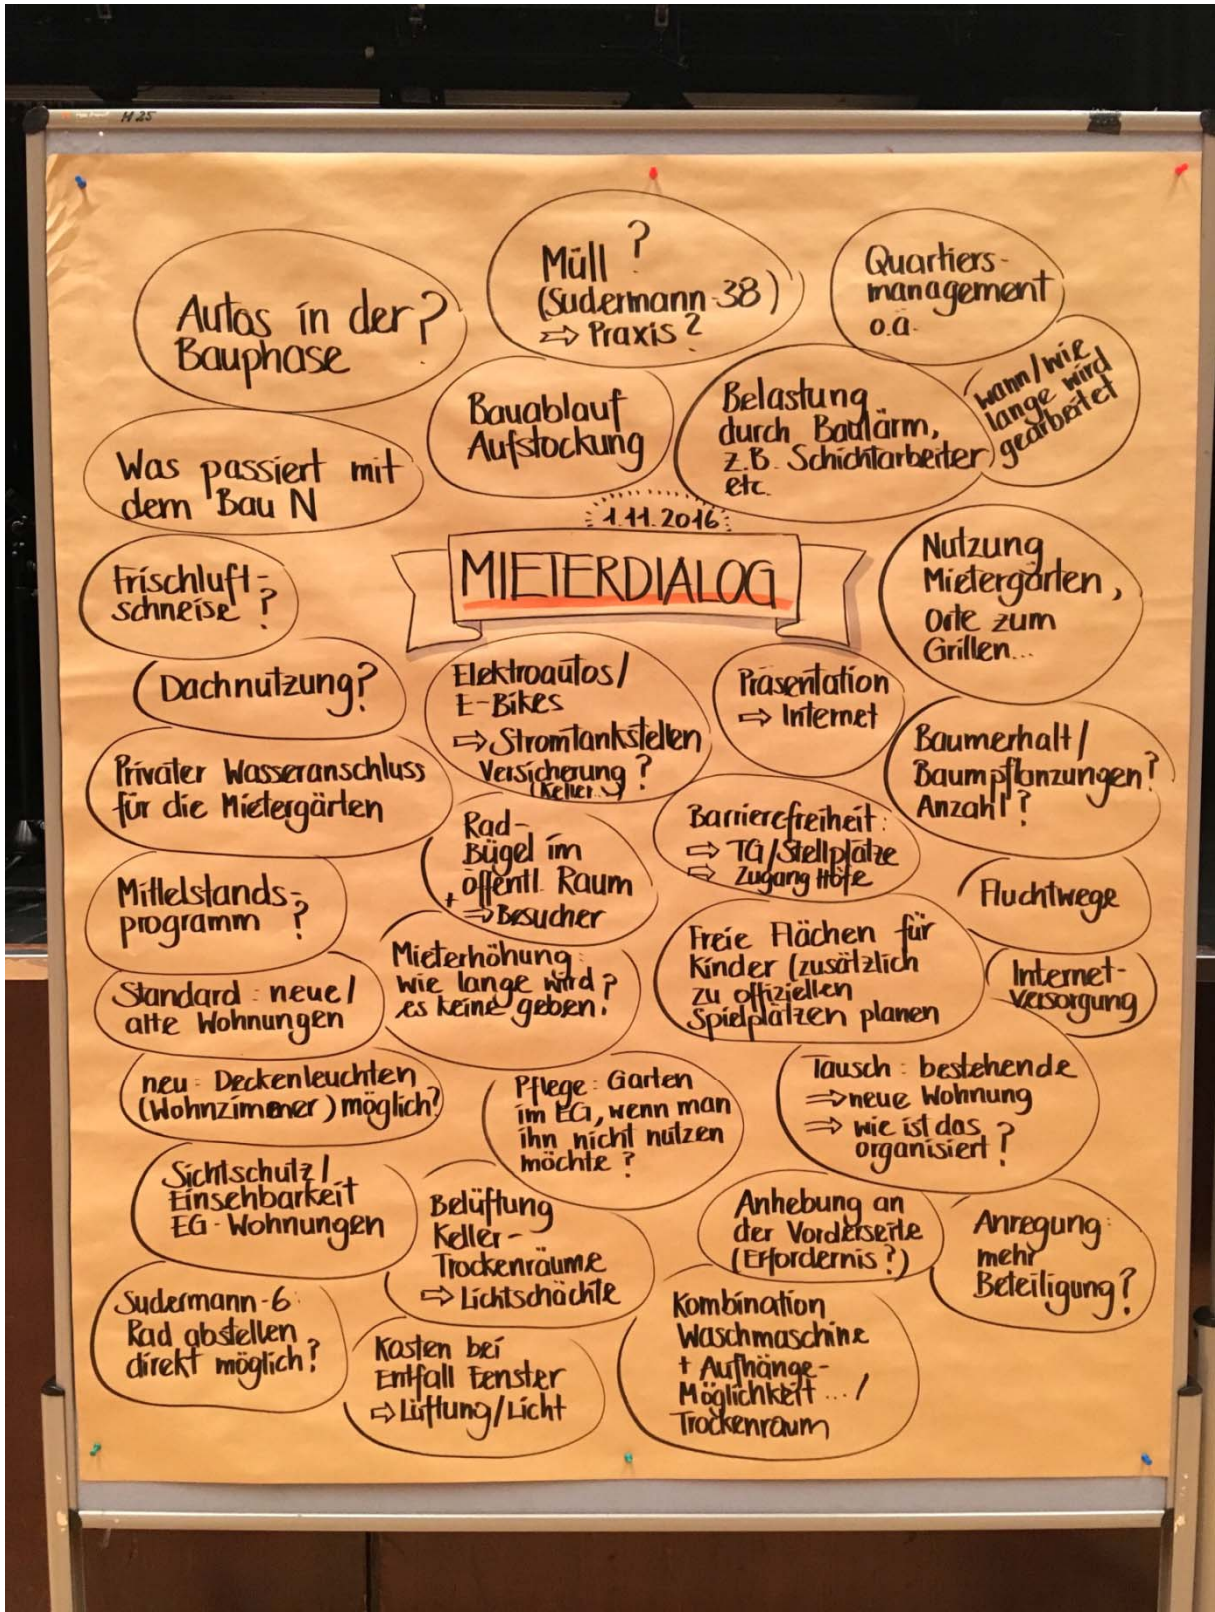 M 25
Autos in der?
Bauphase
Müll ?
(Sudermann-38)
⇨ Praxis?
Quartiers-
management
o.ä.
Bauablauf
Aufstockung
Belastung
durch Baulärm,
z.B. Schichtarbeiter
etc.
wann/wie
lange wird
gearbeitet
Was passiert mit
dem Bau N
1.11.2016
MIETERDIALOG
Frischluft-
schneise ?
Nutzung
Mietergärten,
Orte zum
Grillen...
Dachnutzung?
Elektroautos/
E-Bikes
⇨ Stromtankstellen
Versicherung ?
(Keller..)
Präsentation
⇨ Internet
Baumerhalt/
Baumpflanzungen?
Anzahl?
Privater Wasseranschluss
für die Mietergärten
Rad-
Bügel im
öffentl. Raum
+ ⇨ Besucher
Barrierefreiheit:
⇨ TG/Stellplätze
⇨ Zugang Höfe
Mittelstands-
programm ?
Fluchtwege
Mieterhöhung:
wie lange wird ?
es keine geben!
Freie Flächen für
Kinder (zusätzlich
zu offiziellen
Spielplätzen planen
Internet-
versorgung
Standard: neue/
alte Wohnungen
neu: Deckenleuchten
(Wohnzimmer) möglich?
Pflege: Garten
im EG, wenn man
ihn nicht nutzen
möchte ?
Tausch: bestehende
⇨ neue Wohnung
⇨ wie ist das
organisiert ?
Sichtschutz/
Einsehbarkeit
EG-Wohnungen
Belüftung
Keller-
Trockenräume
⇨ Lichtschächte
Anhebung an
der Vorderseite
(Erfordernis?)
Anregung:
mehr
Beteiligung?
Sudermann-6:
Rad abstellen
direkt möglich?
Kosten bei
Entfall Fenster
⇨ Lüftung/Licht
Kombination
Waschmaschine
+ Aufhänge-
Möglichkeit.../
Trockenraum